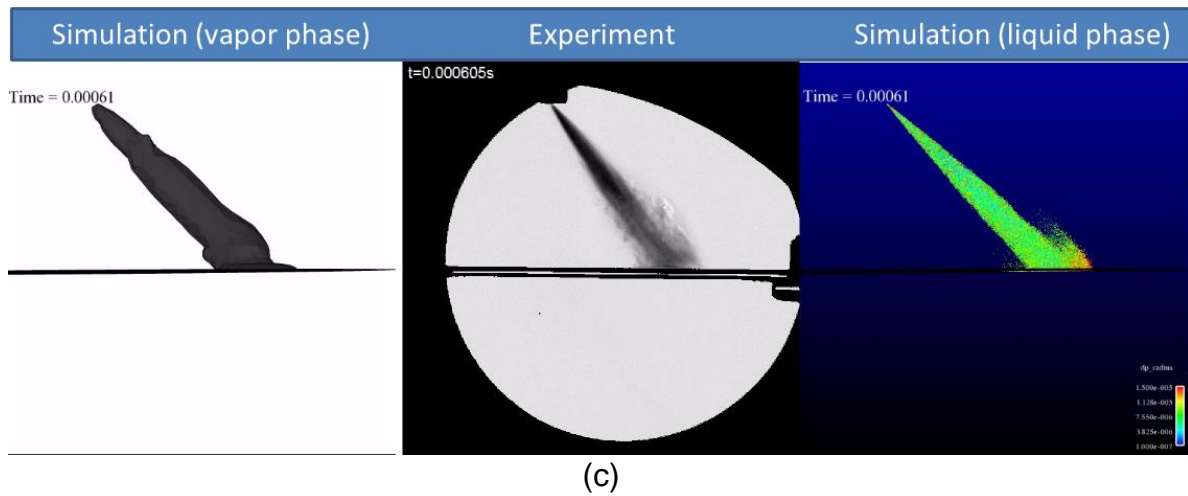 Simulation (vapor phase)
Experiment
Simulation (liquid phase)
Time = 0.00061
t=0.000605s
Time = 0.00061
dp_radius
1.500e-005
1.128e-005
7.550e-006
3.825e-006
1.000e-007
(c)